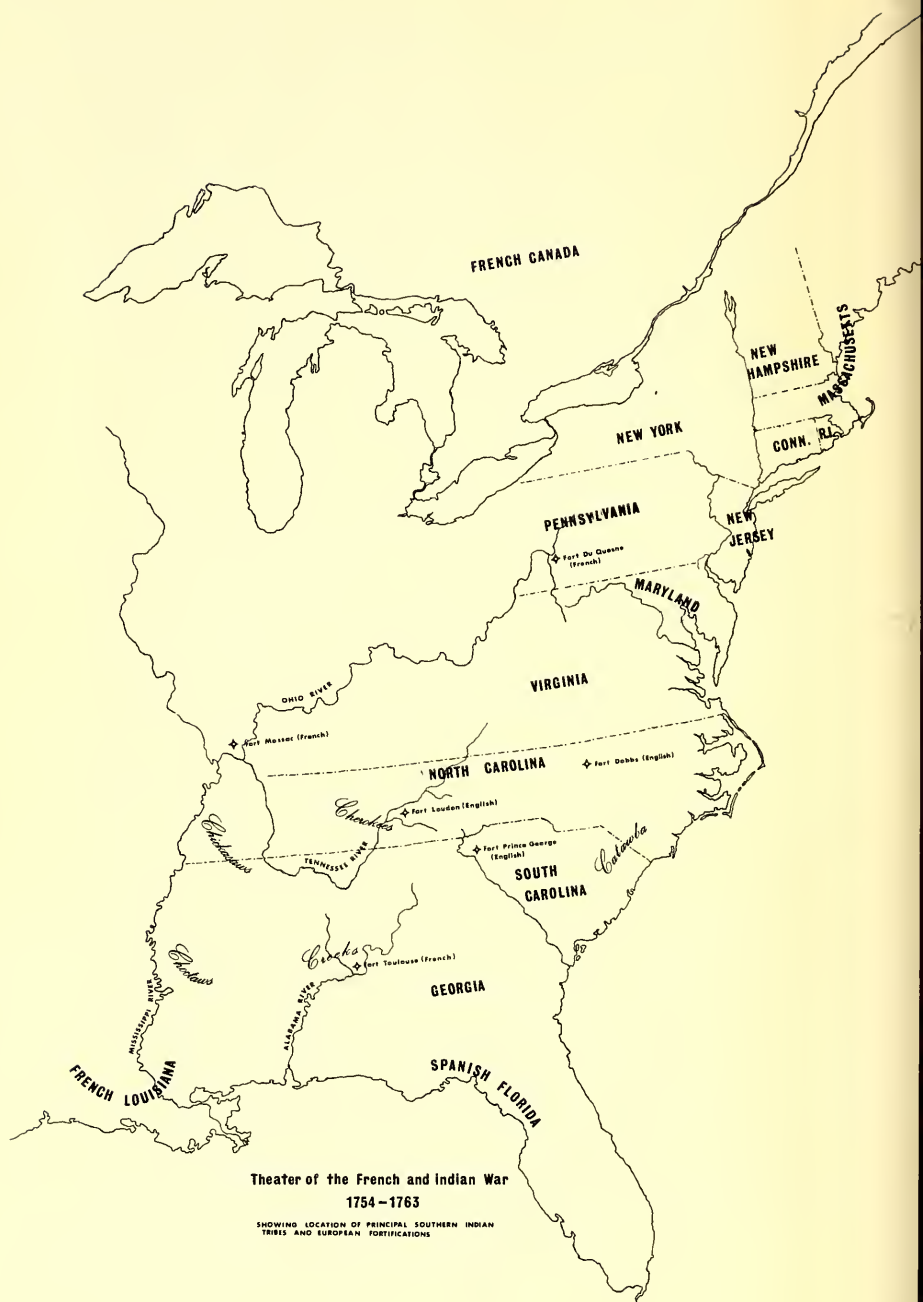 FRENCH CANADA
NEW
HAMPSHIRE
MASSACHUSETTS
NEW YORK
CONN.
R.I.
PENNSYLVANIA
NEW
JERSEY
Fort Du Quesne
(French)
MARYLAND
VIRGINIA
OHIO RIVER
Fort Massac (French)
NORTH CAROLINA
Fort Dobbs (English)
Cherokees
Fort Loudon (English)
Chickasaws
TENNESSEE RIVER
Fort Prince George
(English)
Catawba
SOUTH
CAROLINA
Creeks
Fort Toulouse (French)
Choctaws
GEORGIA
MISSISSIPPI RIVER
ALABAMA RIVER
FRENCH LOUISIANA
SPANISH FLORIDA
Theater of the French and Indian War
1754–1763
SHOWING LOCATION OF PRINCIPAL SOUTHERN INDIAN
TRIBES AND EUROPEAN FORTIFICATIONS